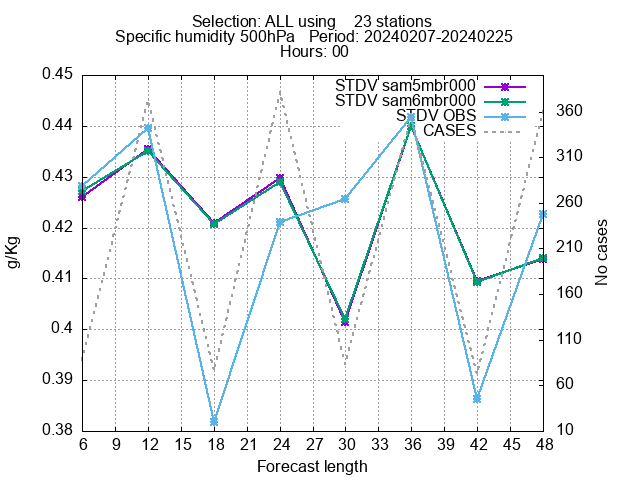 Selection: ALL using    23 stations
Specific humidity 500hPa   Period: 20240207-20240225
Hours: 00
STDV sam5mbr000
STDV sam6mbr000
STDV OBS
CASES
0.45
0.44
0.43
0.42
0.41
0.4
0.39
0.38
g/Kg
360
310
260
210
160
110
60
10
No cases
6 9 12 15 18 21 24 27 30 33 36 39 42 45 48
Forecast length